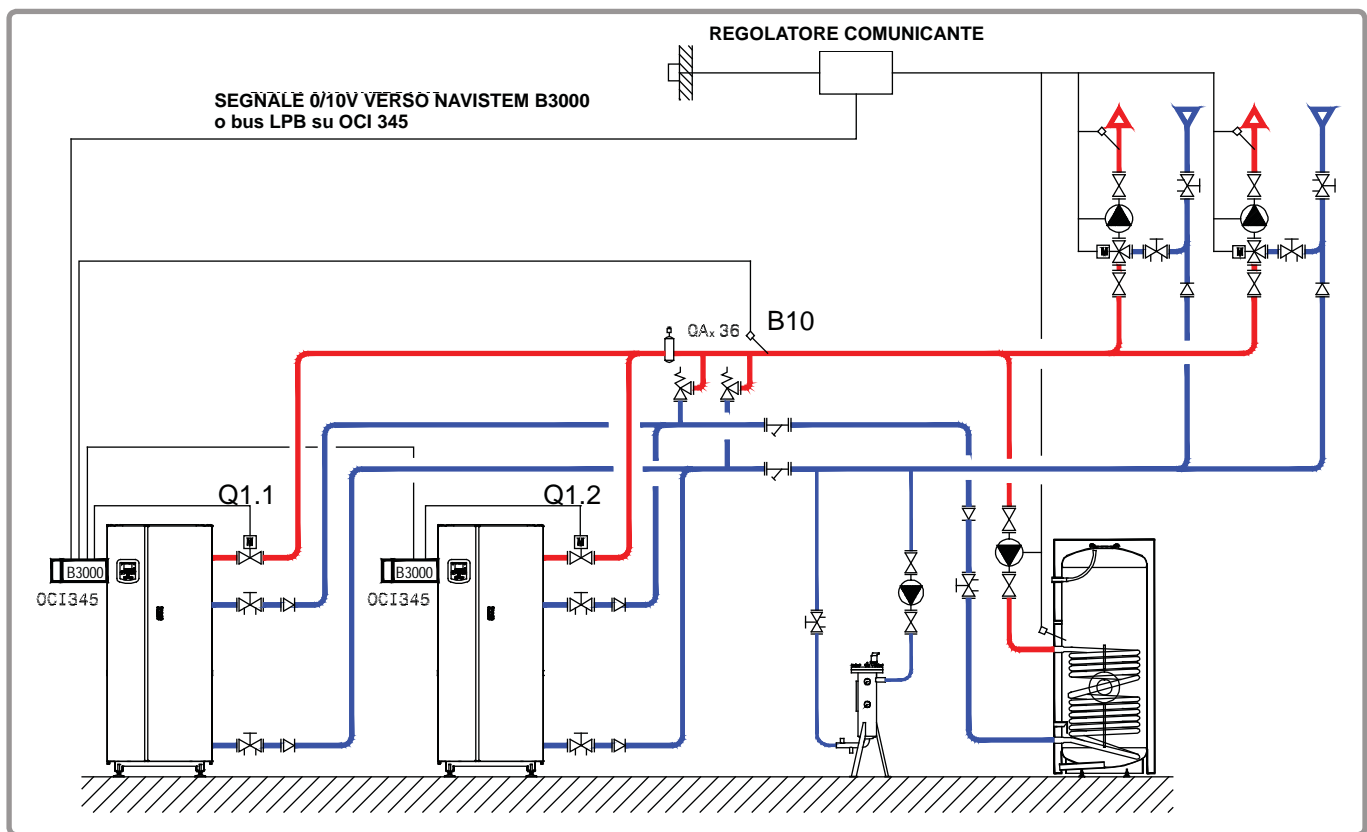 REGOLATORE COMUNICANTE
SEGNALE 0/10V VERSO NAVISTEM B3000
o bus LPB su OCI 345
QAx 36
B10
Q1.1
Q1.2
B3000
B3000
OCI345
OCI345
M
M
M
M